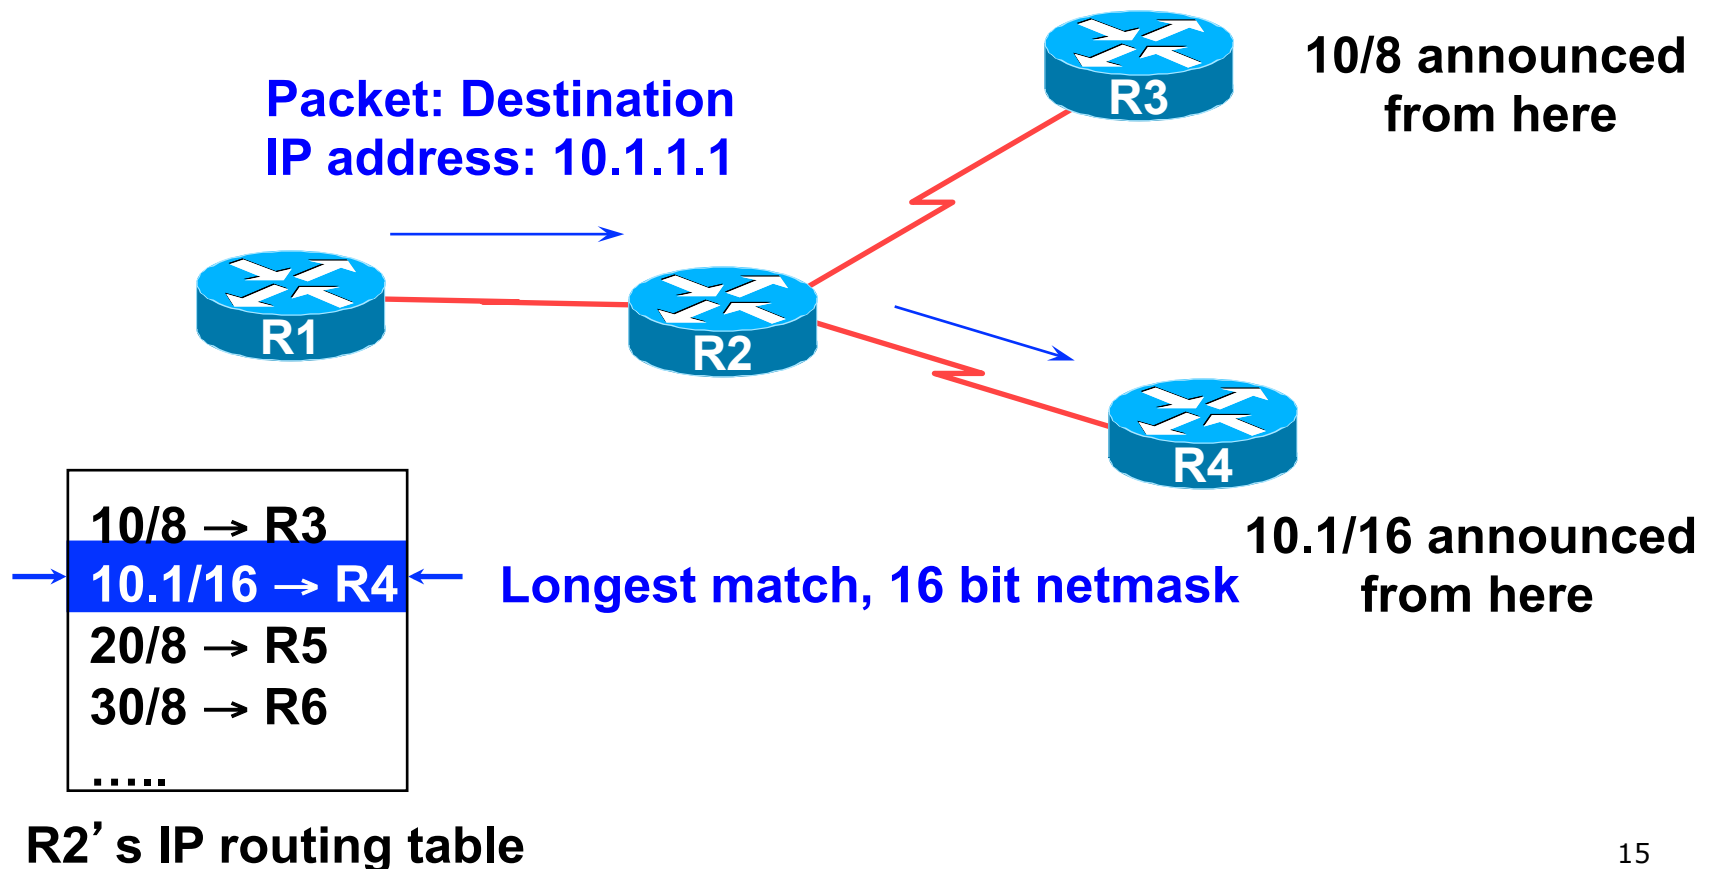 10/8 announced
from here
Packet: Destination
IP address: 10.1.1.1
R3
R1
R2
R4
10/8 → R3
10.1/16 → R4
20/8 → R5
30/8 → R6
.....
Longest match, 16 bit netmask
10.1/16 announced
from here
R2’s IP routing table
15